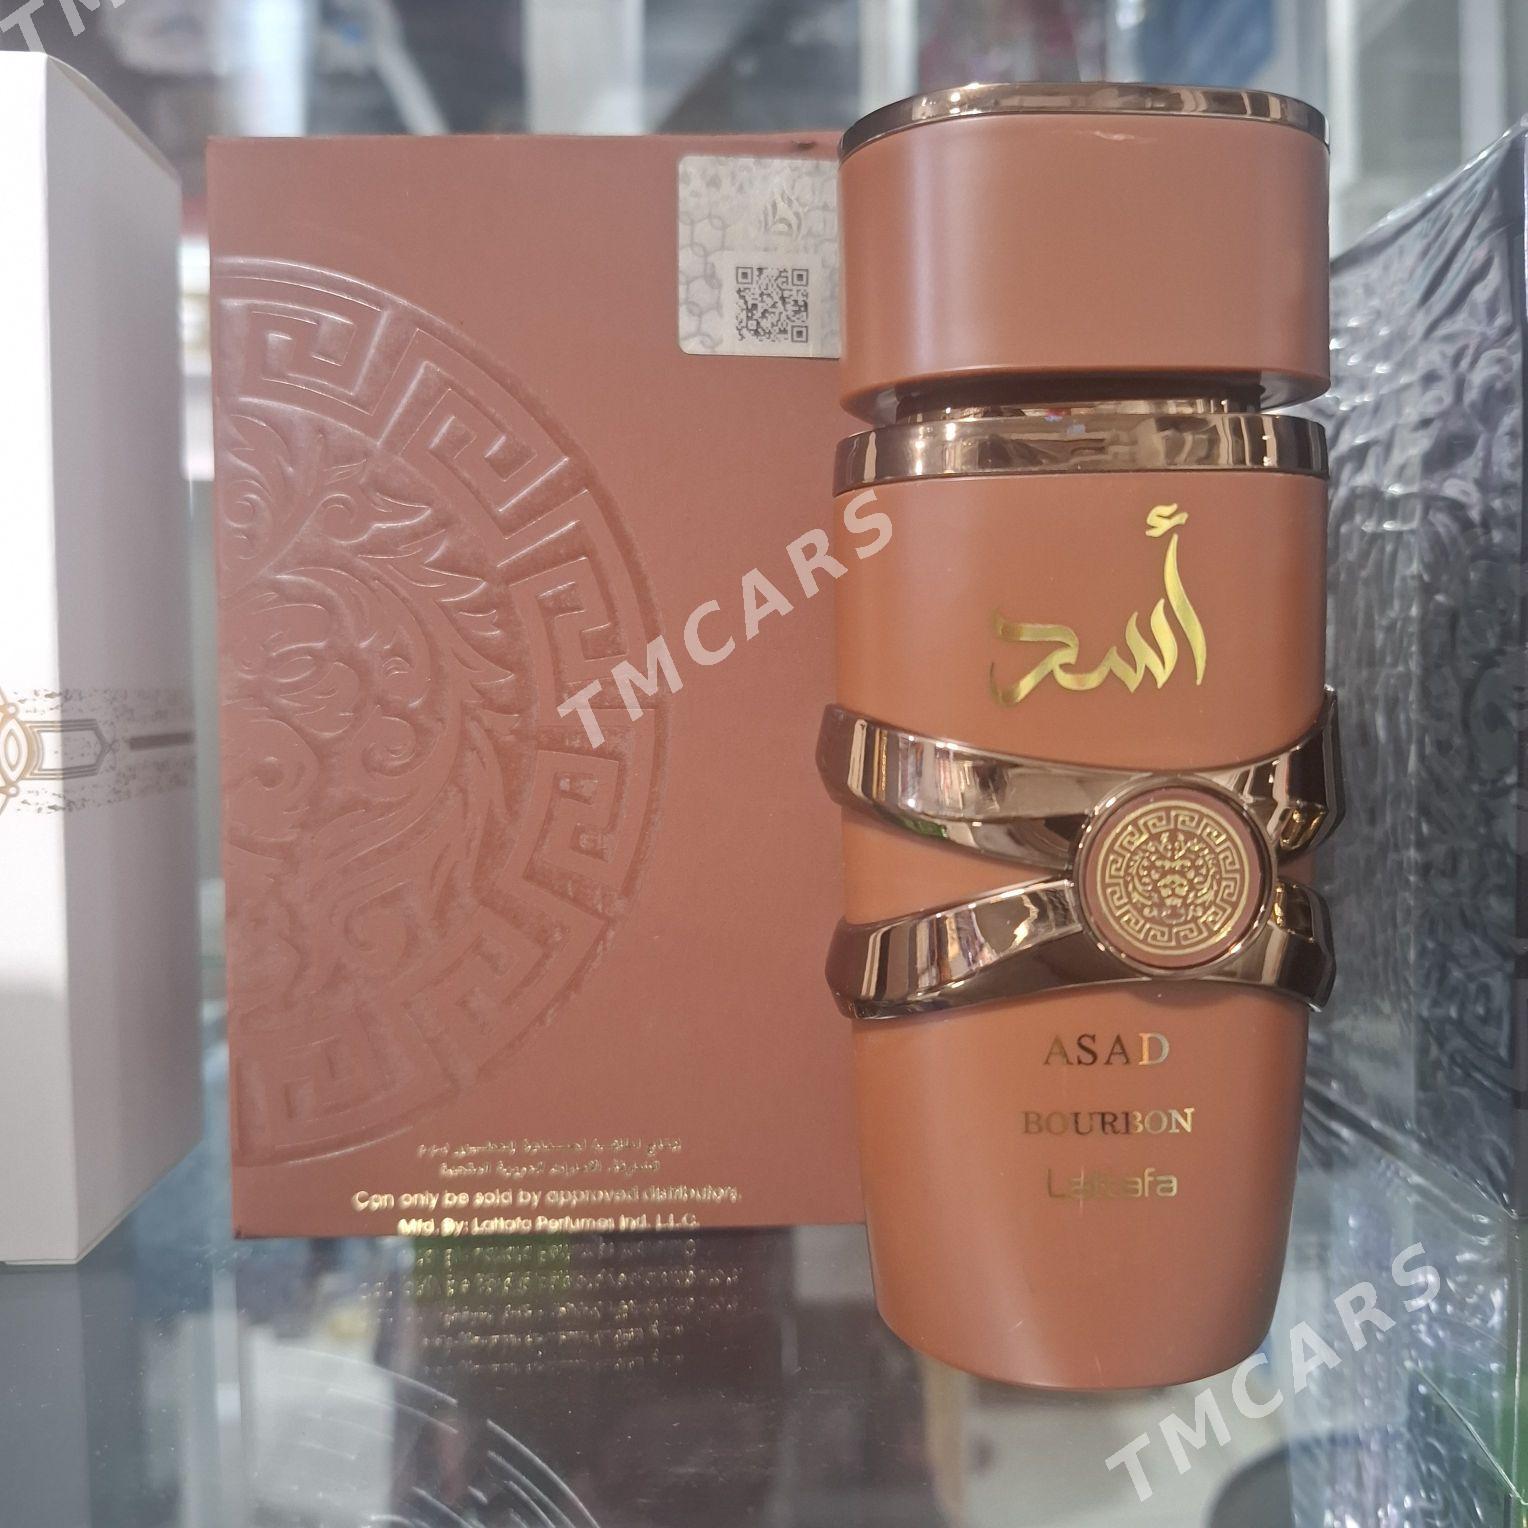 أسد
ASAD
BOURBON
Lattafa
Can only be sold by approved distributors.
Mfd. By: Lattafa Perfumes Ind. L.L.C.
TMCARS
TMCARS